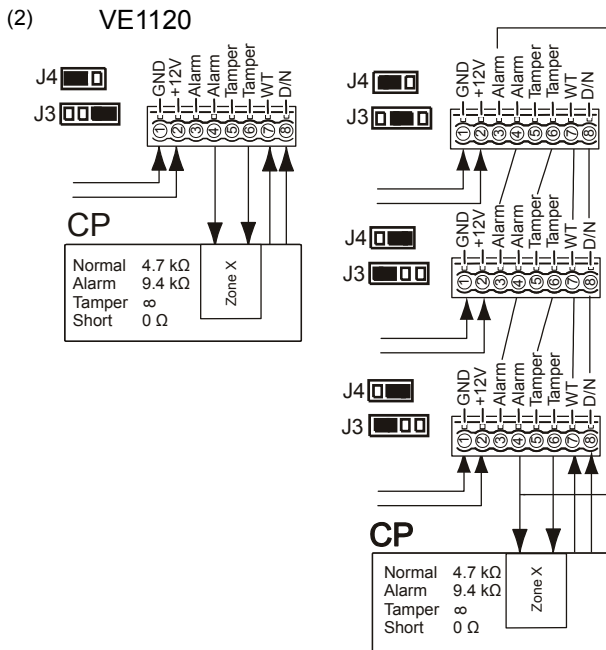 (2) VE1120
J4
J3
GND
+12V
Alarm
Alarm
Tamper
Tamper
WT
D/N
1 2 3 4 5 6 7 8
CP
Normal 4.7 kΩ
Alarm 9.4 kΩ
Tamper ∞
Short 0 Ω
Zone X
J4
J3
GND
+12V
Alarm
Alarm
Tamper
Tamper
WT
D/N
1 2 3 4 5 6 7 8
J4
J3
GND
+12V
Alarm
Alarm
Tamper
Tamper
WT
D/N
1 2 3 4 5 6 7 8
J4
J3
GND
+12V
Alarm
Alarm
Tamper
Tamper
WT
D/N
1 2 3 4 5 6 7 8
CP
Normal 4.7 kΩ
Alarm 9.4 kΩ
Tamper ∞
Short 0 Ω
Zone X